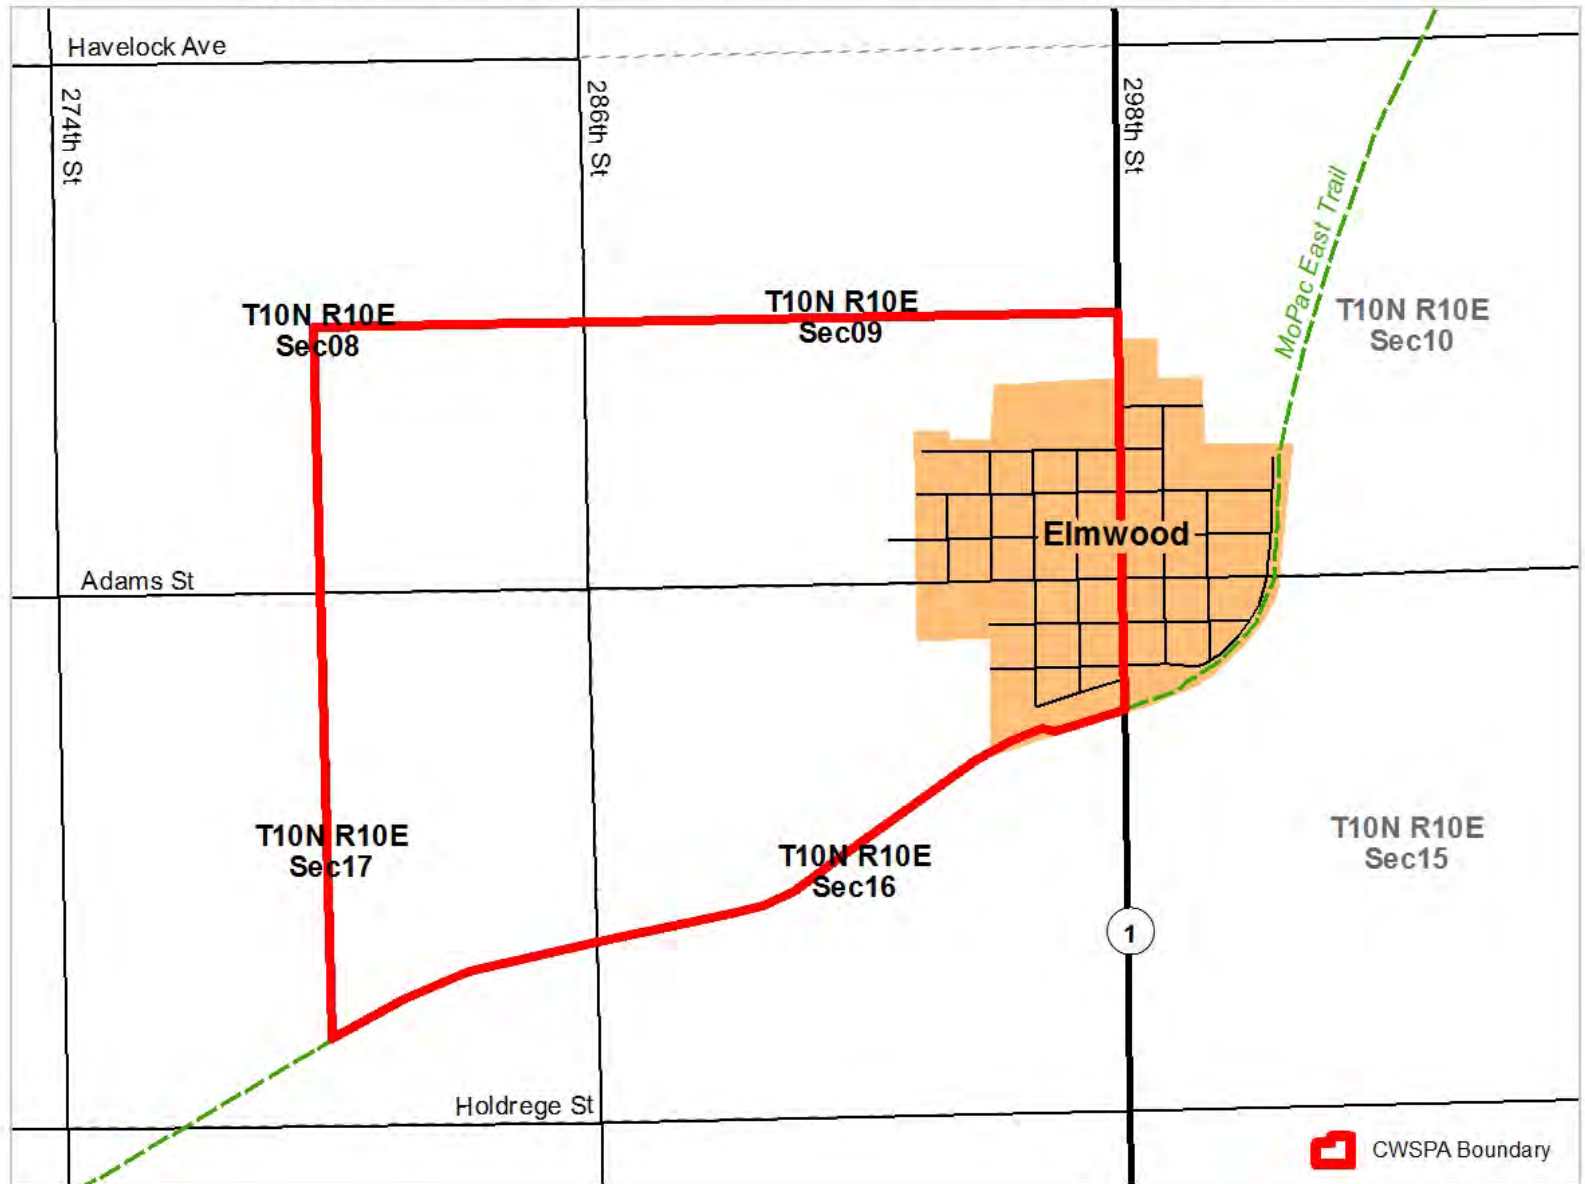 Havelock Ave
274th St
286th St
298th St
MoPac East Trail
T10N R10E
Sec08
T10N R10E
Sec09
T10N R10E
Sec10
Elmwood
Adams St
T10N R10E
Sec17
T10N R10E
Sec16
T10N R10E
Sec15
1
Holdrege St
CWSPA Boundary